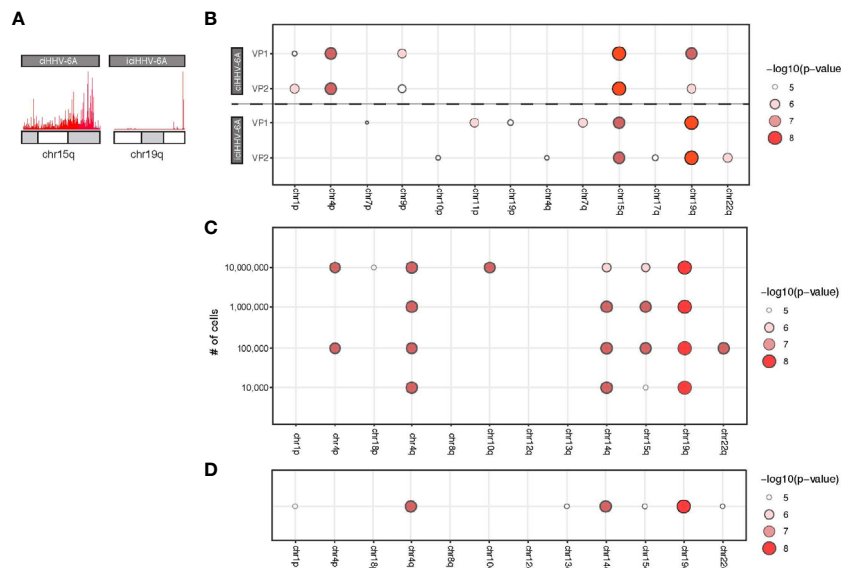 A
ciHHV-6A
iciHHV-6A
chr15q
chr19q
B
ciHHV-6A
VP1
VP2
iciHHV-6A
VP1
VP2
chr1p
chr4p
chr7p
chr9p
chr10p
chr11p
chr19p
chr4q
chr7q
chr15q
chr17q
chr19q
chr22q
-log10(p-value
5
6
7
8
C
# of cells
10,000,000
1,000,000
100,000
10,000
chr1p
chr4p
chr18p
chr4q
chr8q
chr10q
chr12q
chr13q
chr14q
chr15q
chr19q
chr22q
-log10(p-value)
5
6
7
8
D
chr1p
chr4p
chr18
chr4q
chr8q
chr10
chr12
chr13
chr14
chr15
chr19
chr22
-log10(p-value)
5
6
7
8